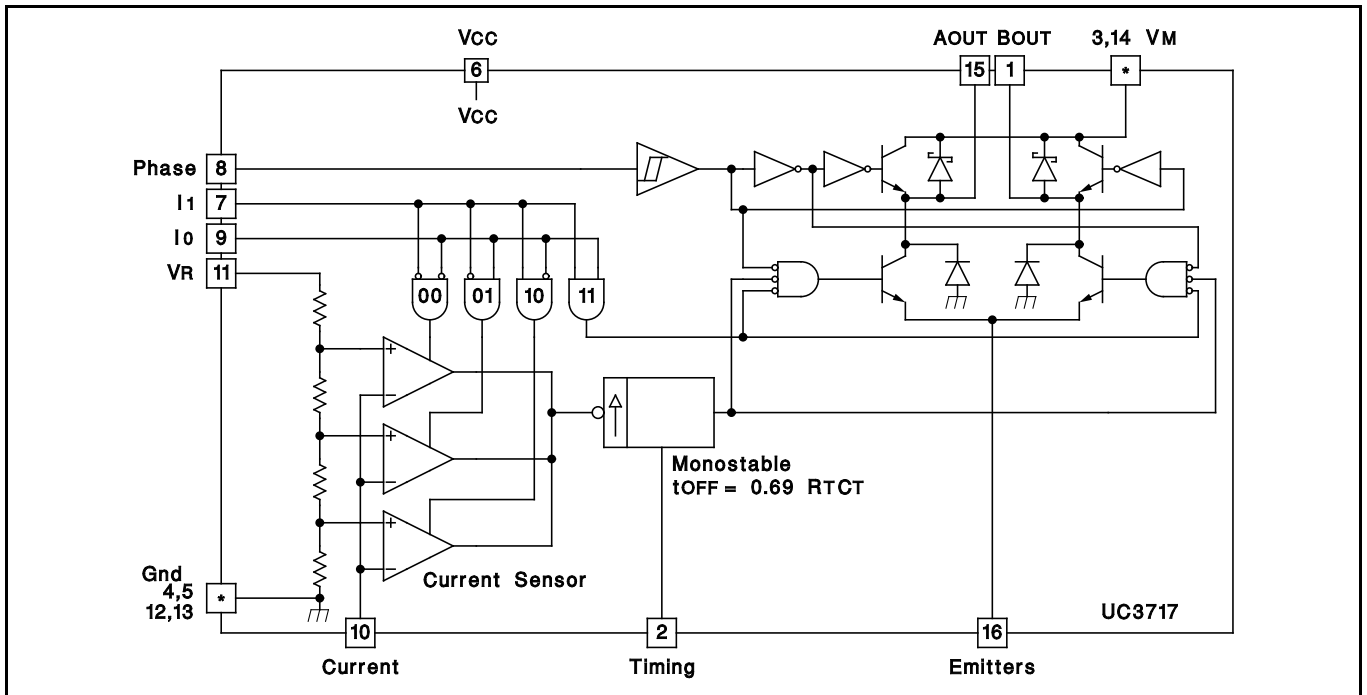 VCC
AOUT BOUT
3,14 VM
6
15
1
*
VCC
Phase
8
I1
7
I0
9
VR
11
00
01
10
11
+
−
+
−
+
−
Monostable
tOFF = 0.69 RTCT
Current Sensor
Gnd
4,5
12,13
*
UC3717
10
2
16
Current
Timing
Emitters